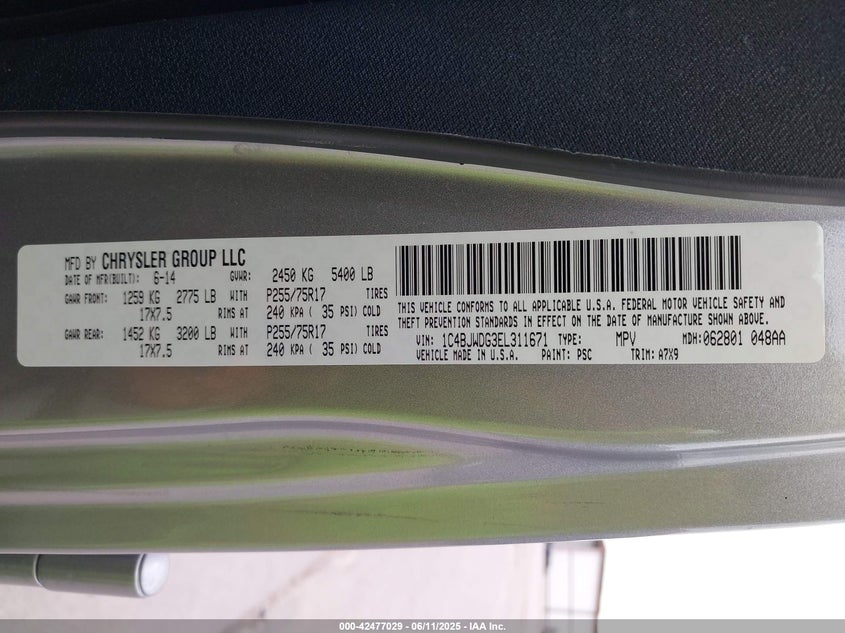 MFD BY CHRYSLER GROUP LLC
DATE OF MFR(BUILT): 6-14 GVWR: 2450 KG 5400 LB
GAWR FRONT: 1259 KG 2775 LB WITH P255/75R17 TIRES
17X7.5 RIMS AT 240 KPA ( 35 PSI) COLD
GAWR REAR: 1452 KG 3200 LB WITH P255/75R17 TIRES
17X7.5 RIMS AT 240 KPA ( 35 PSI) COLD
THIS VEHICLE CONFORMS TO ALL APPLICABLE U.S.A. FEDERAL MOTOR VEHICLE SAFETY AND
THEFT PREVENTION STANDARDS IN EFFECT ON THE DATE OF MANUFACTURE SHOWN ABOVE.
VIN: 1C4BJWDG3EL311671 TYPE: MPV MDH: 062801 048AA
VEHICLE MADE IN U.S.A. PAINT: PSC TRIM: A7X9
000-42477029 - 06/11/2025 - IAA Inc.